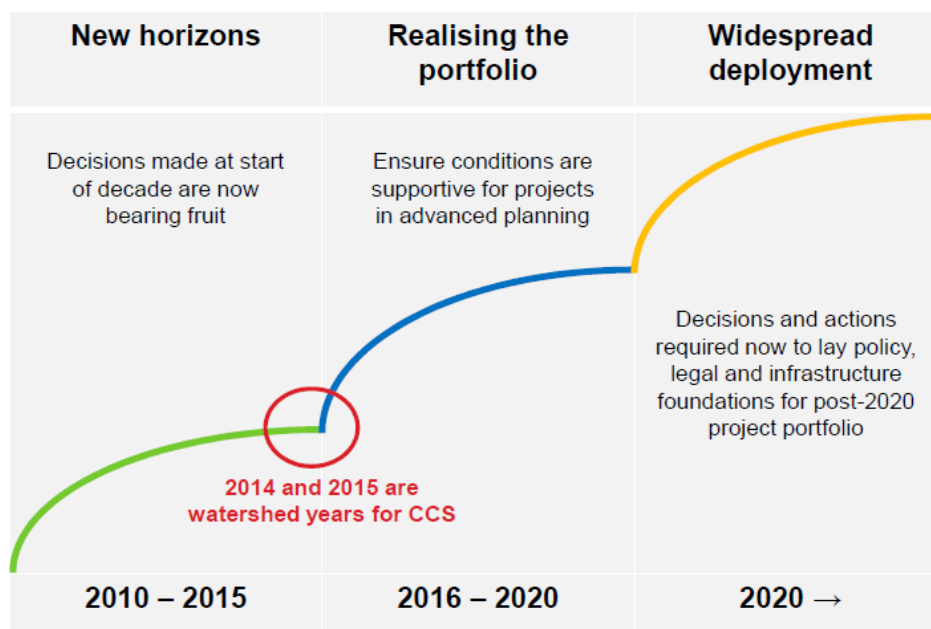 New horizons
Realising the
portfolio
Widespread
deployment
Decisions made at start
of decade are now
bearing fruit
Ensure conditions are
supportive for projects
in advanced planning
Decisions and actions
required now to lay policy,
legal and infrastructure
foundations for post-2020
project portfolio
2014 and 2015 are
watershed years for CCS
2010 – 2015
2016 – 2020
2020 →